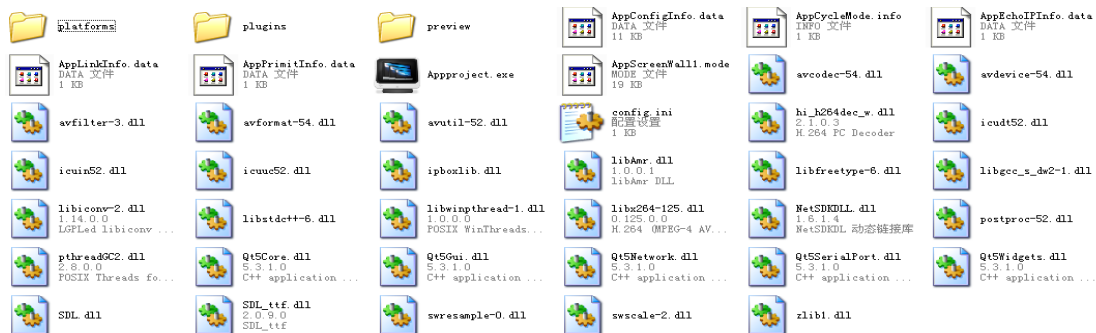 platforms
plugins
preview
AppConfigInfo.data
DATA 文件
11 KB
AppCycleMode.info
INFO 文件
1 KB
AppEchoIPInfo.data
DATA 文件
1 KB
AppLinkInfo.data
DATA 文件
1 KB
AppPrimitInfo.data
DATA 文件
1 KB
Appproject.exe
AppScreenWall1.mode
MODE 文件
19 KB
avcodec-54.dll
avdevice-54.dll
avfilter-3.dll
avformat-54.dll
avutil-52.dll
config.ini
配置设置
1 KB
hi_h264dec_w.dll
2.1.0.3
H.264 PC Decoder
icudt52.dll
icuin52.dll
icuuc52.dll
ipboxlib.dll
libAmr.dll
1.0.0.1
libAmr DLL
libfreetype-6.dll
libgcc_s_dw2-1.dll
libiconv-2.dll
1.14.0.0
LGPLed libiconv ...
libstdc++-6.dll
libwinpthread-1.dll
1.0.0.0
POSIX WinThreads...
libx264-125.dll
0.125.0.0
H.264 (MPEG-4 AV...
NetSDKDLL.dll
1.6.1.4
NetSDKDL 动态链接库
postproc-52.dll
pthreadGC2.dll
2.8.0.0
POSIX Threads fo...
Qt5Core.dll
5.3.1.0
C++ application ...
Qt5Gui.dll
5.3.1.0
C++ application ...
Qt5Network.dll
5.3.1.0
C++ application ...
Qt5SerialPort.dll
5.3.1.0
C++ application ...
Qt5Widgets.dll
5.3.1.0
C++ application ...
SDL.dll
SDL_ttf.dll
2.0.9.0
SDL_ttf
swresample-0.dll
swscale-2.dll
zlib1.dll